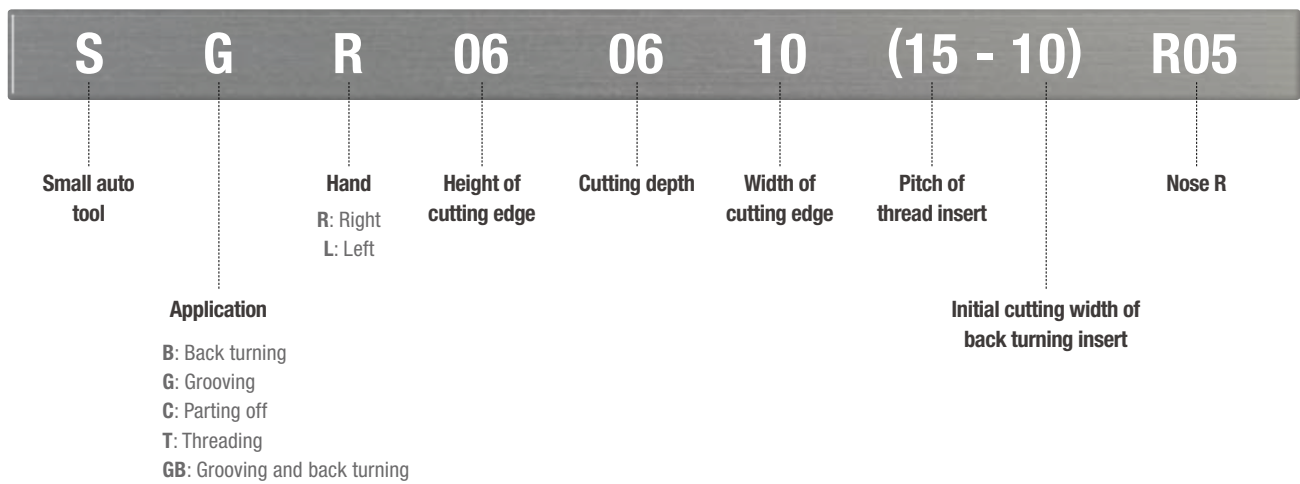 S G R 06 06 10 (15 - 10) R05
Small auto
tool
Application
B: Back turning
G: Grooving
C: Parting off
T: Threading
GB: Grooving and back turning
Hand
R: Right
L: Left
Height of
cutting edge
Cutting depth
Width of
cutting edge
Pitch of
thread insert
Initial cutting width of
back turning insert
Nose R